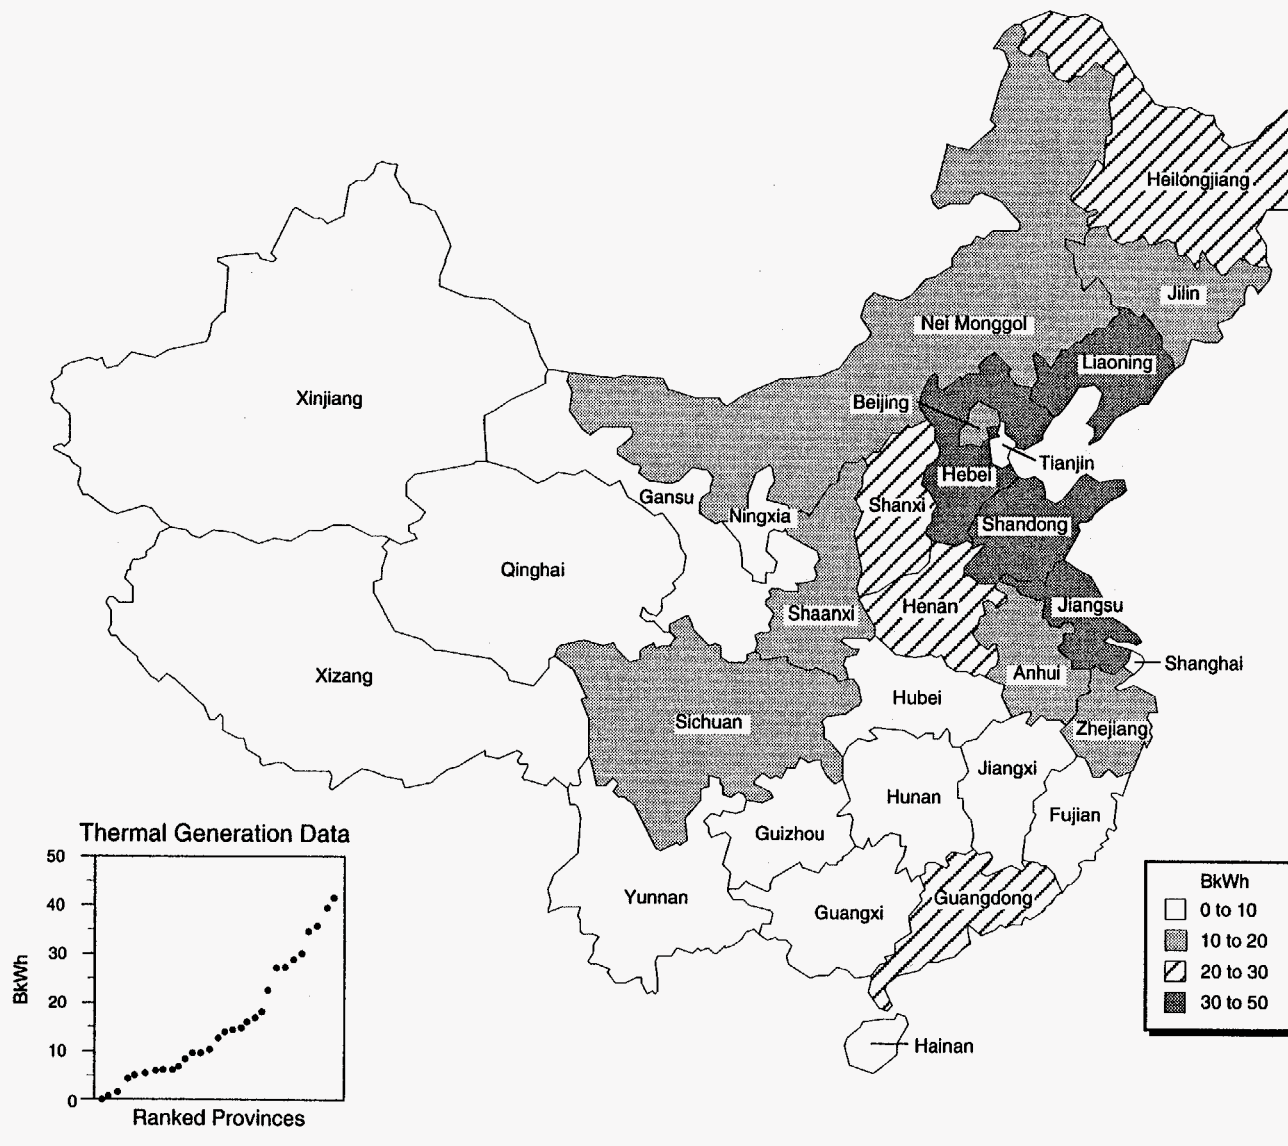 Heilongjiang
Jilin
Nei Monggol
Liaoning
Xinjiang
Beijing
Tianjin
Hebei
Gansu
Shanxi
Ningxia
Shandong
Qinghai
Jiangsu
Henan
Shaanxi
Shanghai
Xizang
Anhui
Hubei
Sichuan
Zhejiang
Jiangxi
Hunan
Fujian
Guizhou
Yunnan
Guangdong
Guangxi
Hainan
Thermal Generation Data
50
40
30
20
10
0
BkWh
Ranked Provinces
BkWh
0 to 10
10 to 20
20 to 30
30 to 50